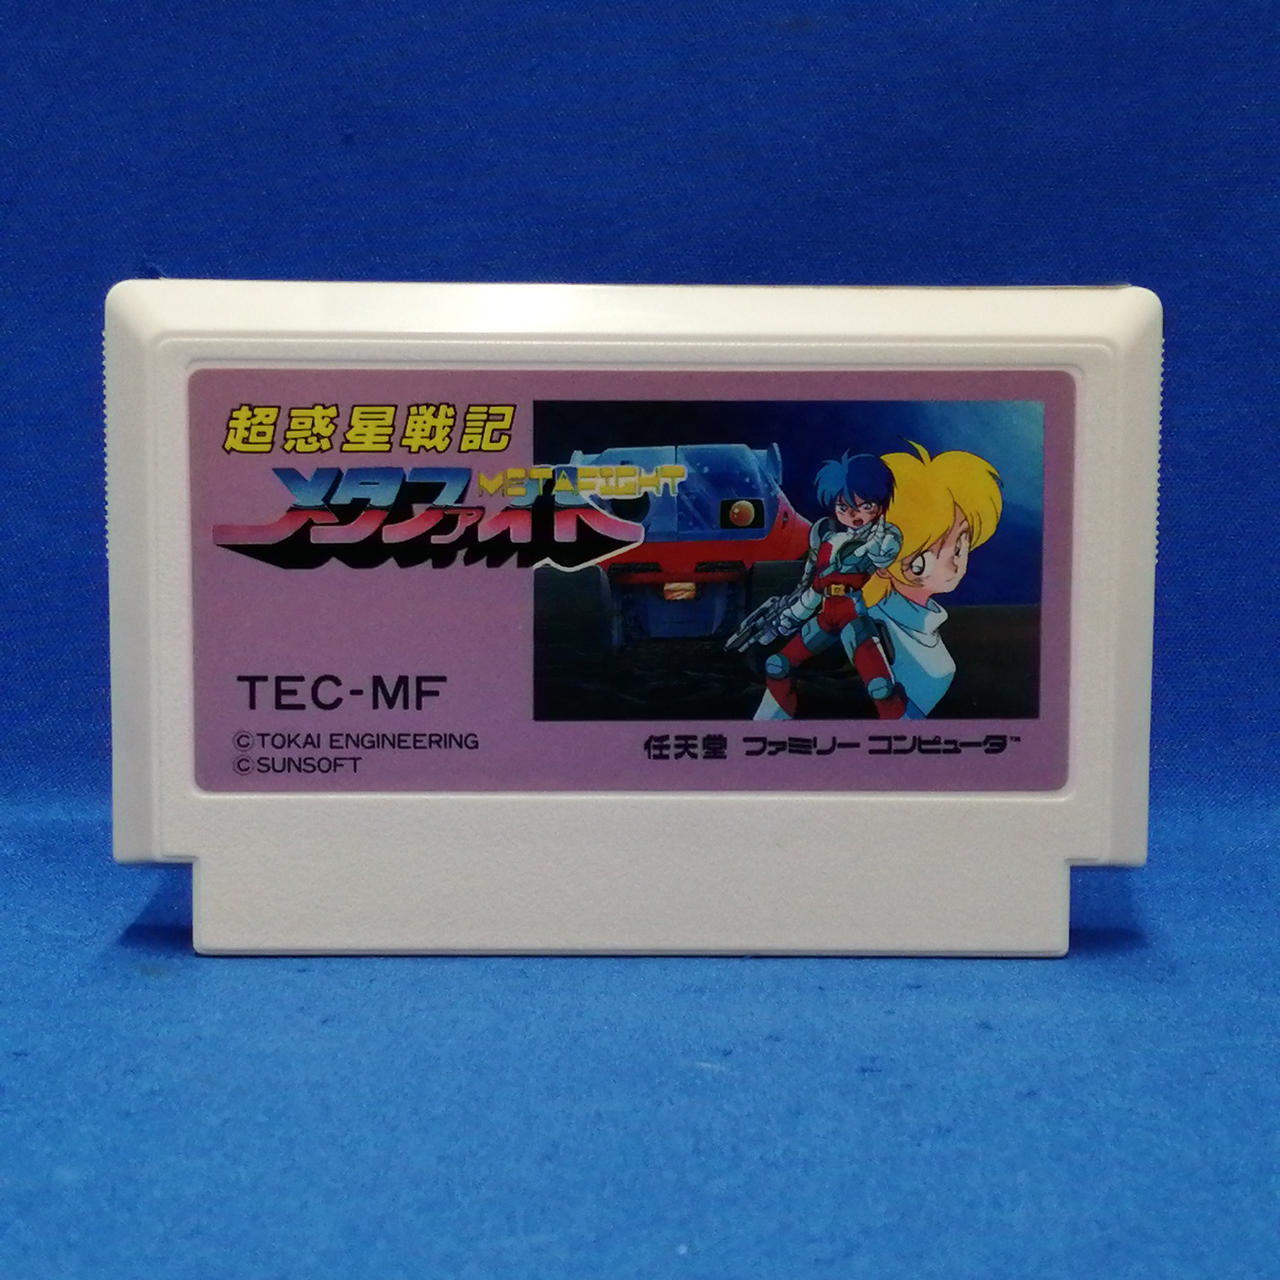 超惑星戦記
メタファイト
METAFIGHT
TEC-MF
©TOKAI ENGINEERING
©SUNSOFT
任天堂 ファミリー コンピュータ™